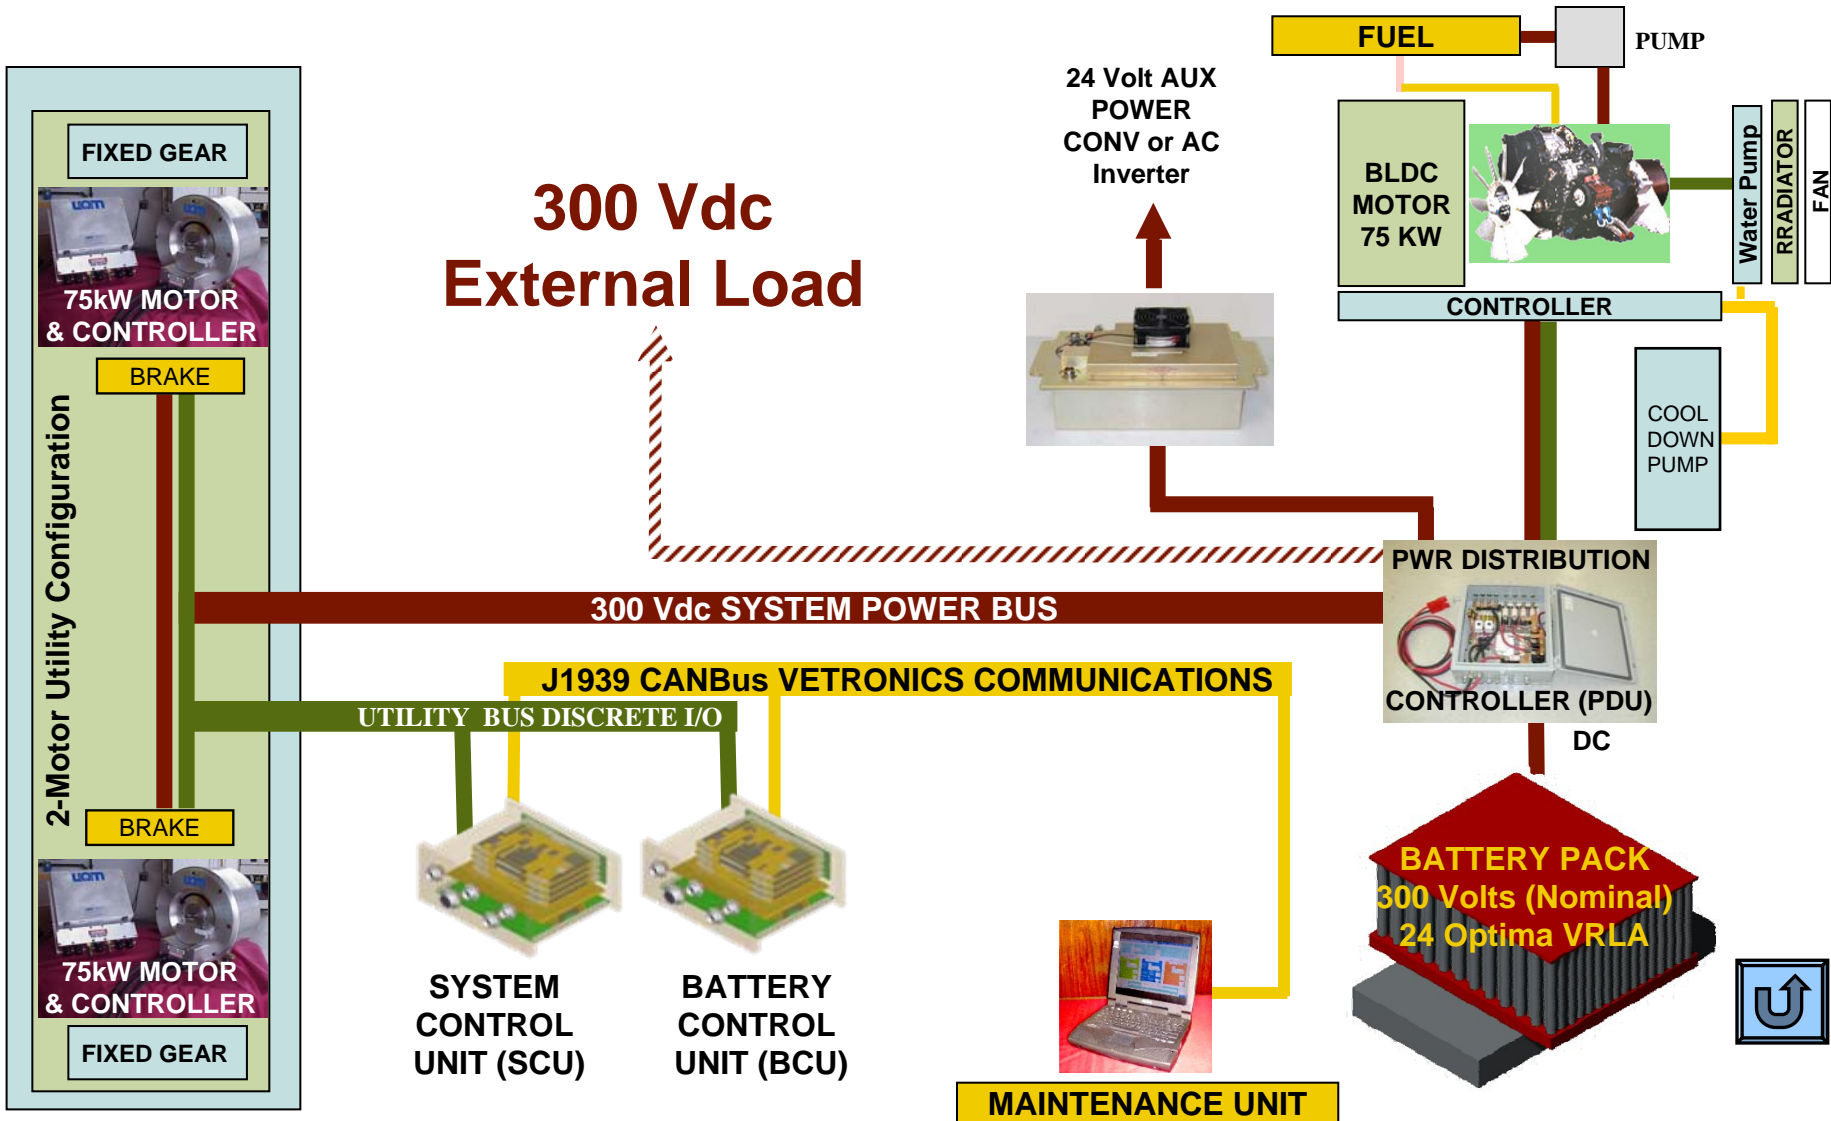 FUEL
PUMP
24 Volt AUX
POWER
CONV or AC
Inverter
FIXED GEAR
UQM
75kW MOTOR
& CONTROLLER
BRAKE
2-Motor Utility Configuration
BRAKE
UQM
75kW MOTOR
& CONTROLLER
FIXED GEAR
300 Vdc
External Load
BLDC
MOTOR
75 KW
Water Pump
RRADIATOR
FAN
CONTROLLER
COOL
DOWN
PUMP
PWR DISTRIBUTION
CONTROLLER (PDU)
DC
300 Vdc SYSTEM POWER BUS
J1939 CANBus VETRONICS COMMUNICATIONS
UTILITY BUS DISCRETE I/O
SYSTEM
CONTROL
UNIT (SCU)
BATTERY
CONTROL
UNIT (BCU)
BATTERY PACK
300 Volts (Nominal)
24 Optima VRLA
MAINTENANCE UNIT